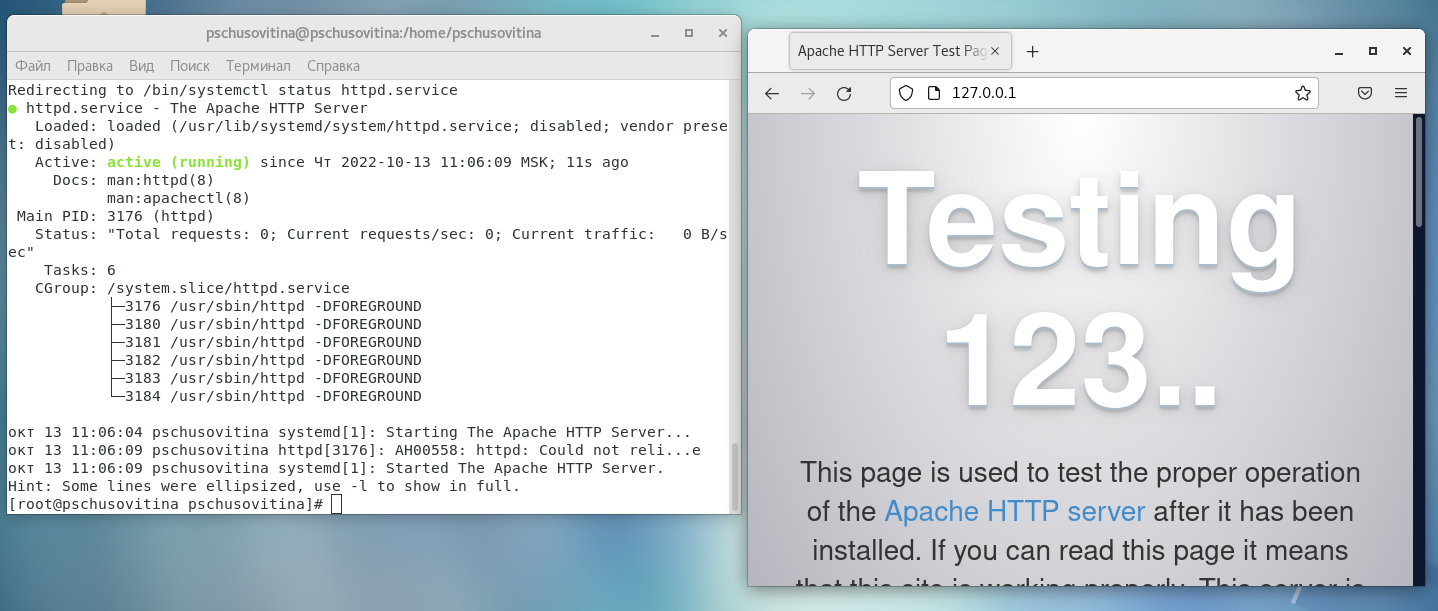 pschusovitina@pschusovitina:/home/pschusovitina
Файл Правка Вид Поиск Терминал Справка
Redirecting to /bin/systemctl status httpd.service
● httpd.service - The Apache HTTP Server
   Loaded: loaded (/usr/lib/systemd/system/httpd.service; disabled; vendor prese
t: disabled)
   Active: active (running) since Чт 2022-10-13 11:06:09 MSK; 11s ago
     Docs: man:httpd(8)
           man:apachectl(8)
 Main PID: 3176 (httpd)
   Status: "Total requests: 0; Current requests/sec: 0; Current traffic:   0 B/s
ec"
    Tasks: 6
   CGroup: /system.slice/httpd.service
           ├─3176 /usr/sbin/httpd -DFOREGROUND
           ├─3180 /usr/sbin/httpd -DFOREGROUND
           ├─3181 /usr/sbin/httpd -DFOREGROUND
           ├─3182 /usr/sbin/httpd -DFOREGROUND
           ├─3183 /usr/sbin/httpd -DFOREGROUND
           └─3184 /usr/sbin/httpd -DFOREGROUND
окт 13 11:06:04 pschusovitina systemd[1]: Starting The Apache HTTP Server...
окт 13 11:06:09 pschusovitina httpd[3176]: AH00558: httpd: Could not reli...e
окт 13 11:06:09 pschusovitina systemd[1]: Started The Apache HTTP Server.
Hint: Some lines were ellipsized, use -l to show in full.
[root@pschusovitina pschusovitina]#
Apache HTTP Server Test Pag
127.0.0.1
Testing
123..
This page is used to test the proper operation
of the Apache HTTP server after it has been
installed. If you can read this page it means
that this site is working properly. This server is